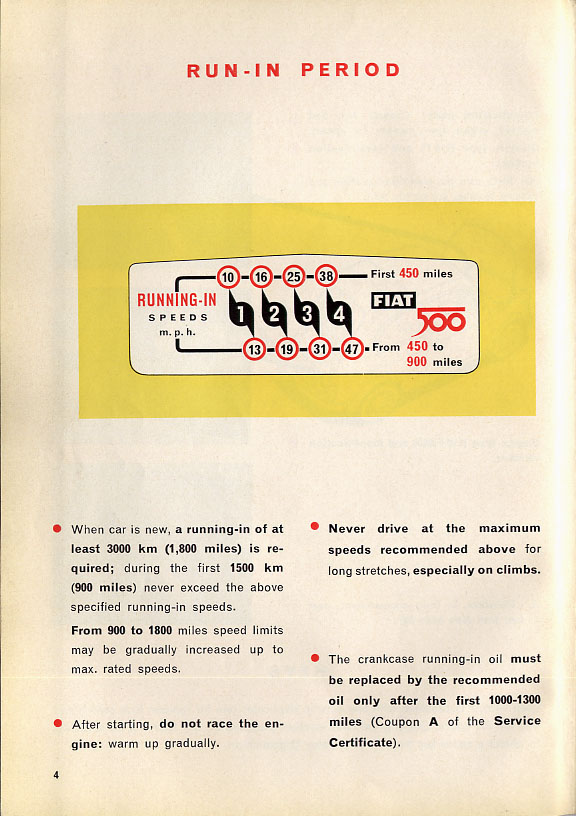 RUN-IN PERIOD
10 16 25 38 First 450 miles
RUNNING-IN
SPEEDS
m. p. h.
1 2 3 4
FIAT
500
13 19 31 47 From 450 to
900 miles
When car is new, a running-in of at
least 3000 km (1,800 miles) is re-
quired; during the first 1500 km
(900 miles) never exceed the above
specified running-in speeds.
From 900 to 1800 miles speed limits
may be gradually increased up to
max. rated speeds.
After starting, do not race the en-
gine: warm up gradually.
Never drive at the maximum
speeds recommended above for
long stretches, especially on climbs.
The crankcase running-in oil must
be replaced by the recommended
oil only after the first 1000-1300
miles (Coupon A of the Service
Certificate).
4